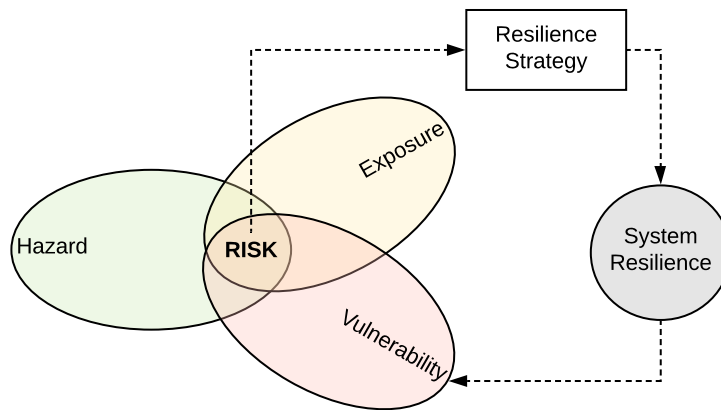 Resilience
Strategy
Exposure
Hazard
RISK
System
Resilience
Vulnerability